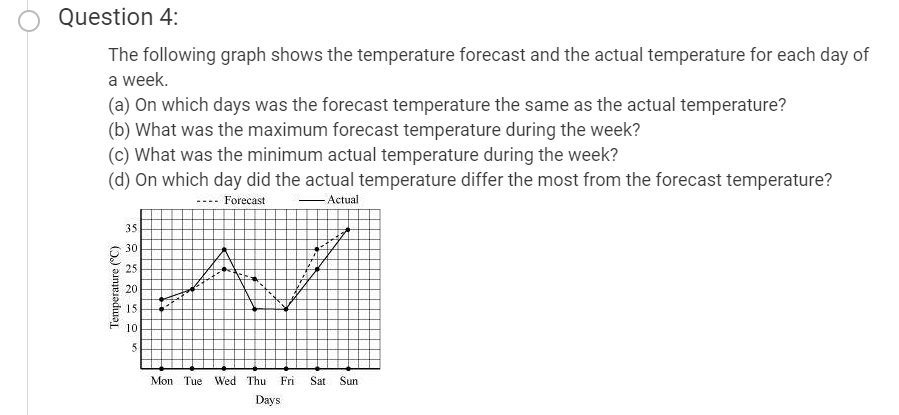 Question 4:
The following graph shows the temperature forecast and the actual temperature for each day of
a week.
(a) On which days was the forecast temperature the same as the actual temperature?
(b) What was the maximum forecast temperature during the week?
(c) What was the minimum actual temperature during the week?
(d) On which day did the actual temperature differ the most from the forecast temperature?
---- Forecast —— Actual
Temperature (°C)
35
30
25
20
15
10
5
Mon Tue Wed Thu Fri Sat Sun
Days